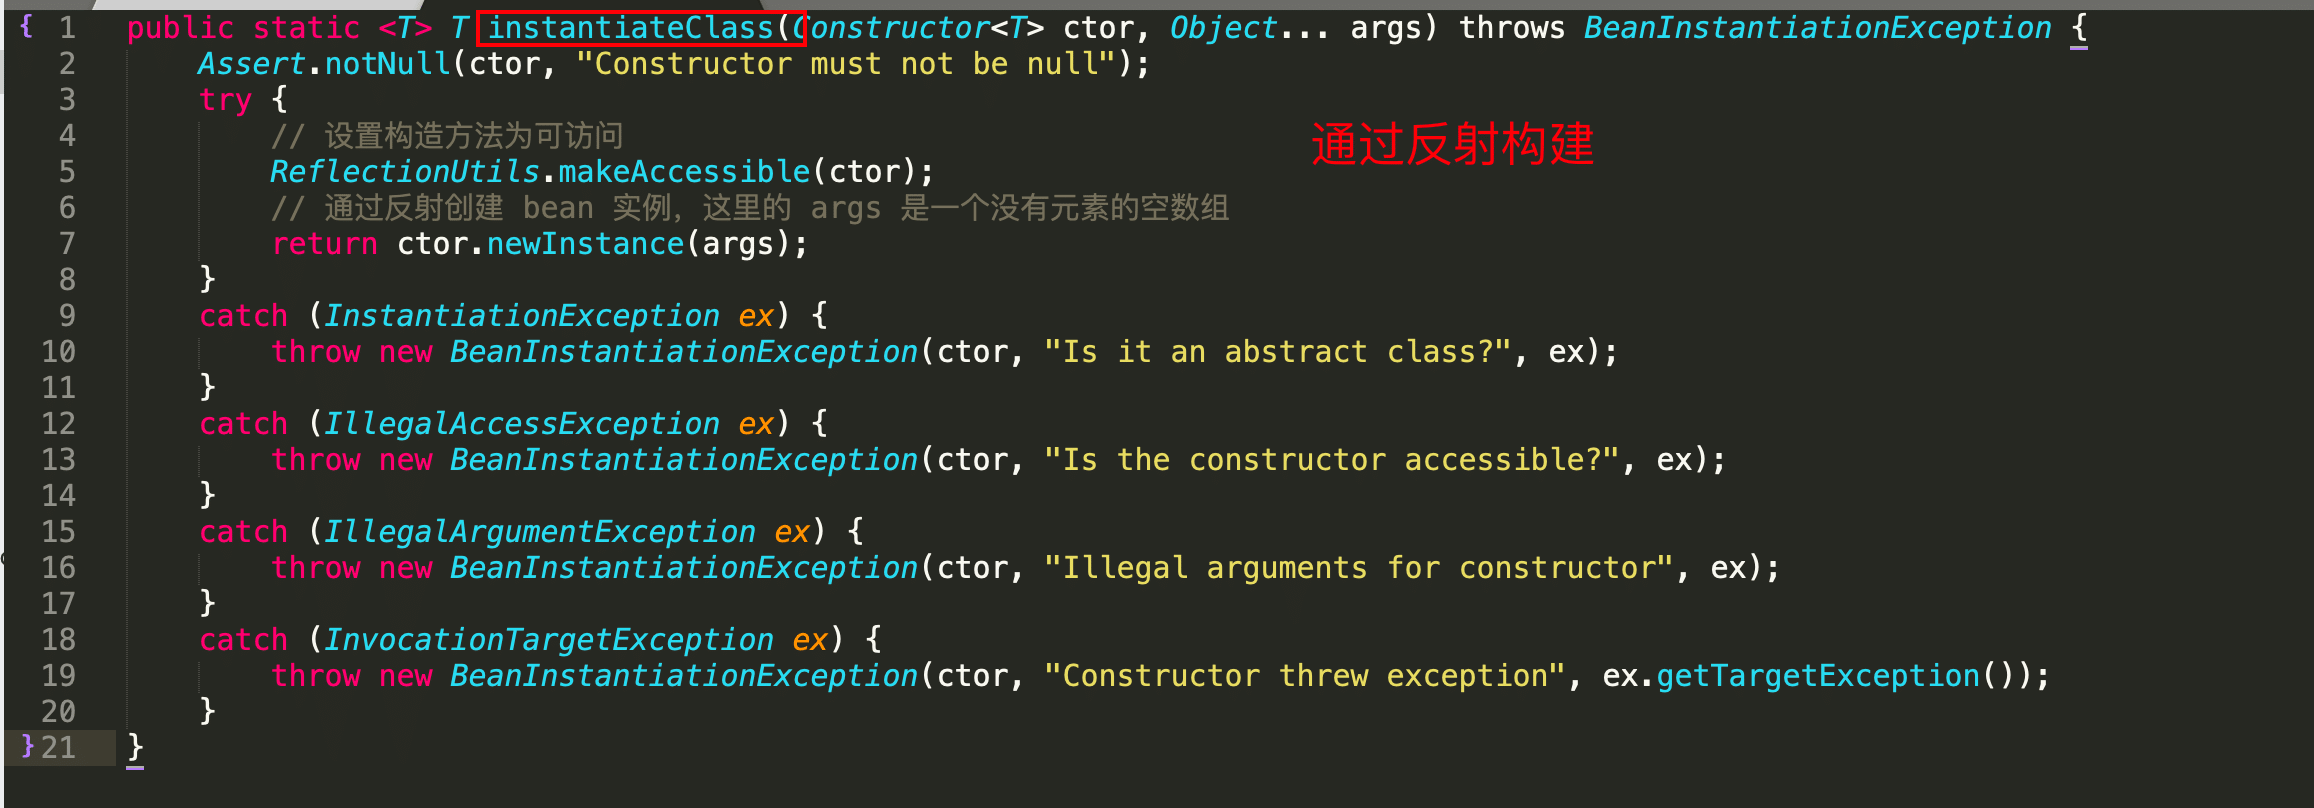 { 1 public static <T> T instantiateClass(Constructor<T> ctor, Object... args) throws BeanInstantiationException {
2 Assert.notNull(ctor, "Constructor must not be null");
3 try {
4 // 设置构造方法为可访问
通过反射构建
5 ReflectionUtils.makeAccessible(ctor);
6 // 通过反射创建 bean 实例，这里的 args 是一个没有元素的空数组
7 return ctor.newInstance(args);
8 }
9 catch (InstantiationException ex) {
10 throw new BeanInstantiationException(ctor, "Is it an abstract class?", ex);
11 }
12 catch (IllegalAccessException ex) {
13 throw new BeanInstantiationException(ctor, "Is the constructor accessible?", ex);
14 }
15 catch (IllegalArgumentException ex) {
16 throw new BeanInstantiationException(ctor, "Illegal arguments for constructor", ex);
17 }
18 catch (InvocationTargetException ex) {
19 throw new BeanInstantiationException(ctor, "Constructor threw exception", ex.getTargetException());
20 }
} 21 }